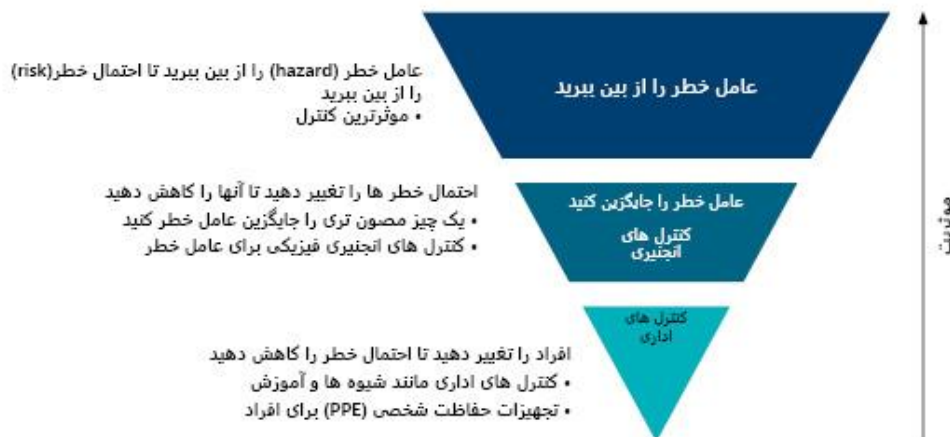 عامل خطر را از بین ببرید
عامل خطر (hazard) را از بین ببرید تا احتمال خطر(risk)
را از بین ببرید
• موثرترین کنترل
عامل خطر را جایگزین کنید
کنترل های
انجنیری
احتمال خطر ها را تغییر دهید تا آنها را کاهش دهید
• یک چیز مصون تری را جایگزین عامل خطر کنید
• کنترل های انجنیری فیزیکی برای عامل خطر
کنترل های
اداری
افراد را تغییر دهید تا احتمال خطر را کاهش دهید
• کنترل های اداری مانند شیوه ها و آموزش
• تجهیزات حفاظت شخصی (PPE) برای افراد
موثریت